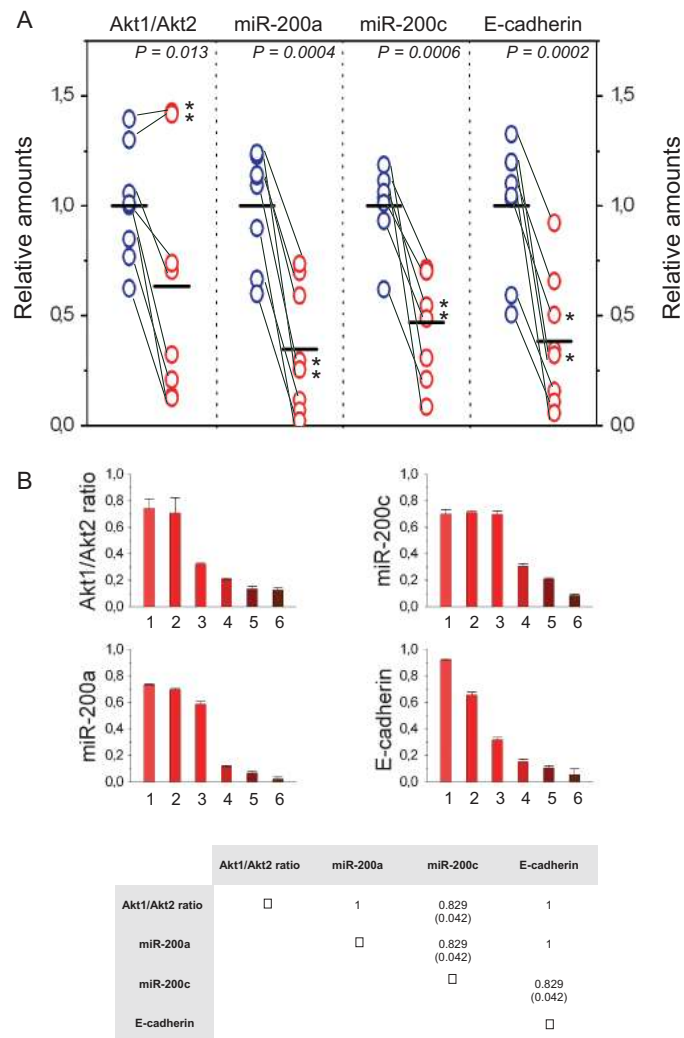 A
Akt1/Akt2 miR-200a miR-200c E-cadherin
P = 0.013 P = 0.0004 P = 0.0006 P = 0.0002
Relative amounts
1,5
1,0
0,5
0,0
* *
* *
* *
*
*
1,5
1,0
0,5
0,0
Relative amounts
B
Akt1/Akt2 ratio
1,0
0,8
0,6
0,4
0,2
0,0
1 2 3 4 5 6
miR-200c
1,0
0,8
0,6
0,4
0,2
0,0
1 2 3 4 5 6
miR-200a
1,0
0,8
0,6
0,4
0,2
0,0
1 2 3 4 5 6
E-cadherin
1,0
0,8
0,6
0,4
0,2
0,0
1 2 3 4 5 6
Akt1/Akt2 ratio miR-200a miR-200c E-cadherin
Akt1/Akt2 ratio □ 1 0.829 1
(0.042)
miR-200a □ 0.829 1
(0.042)
miR-200c □ 0.829
(0.042)
E-cadherin □